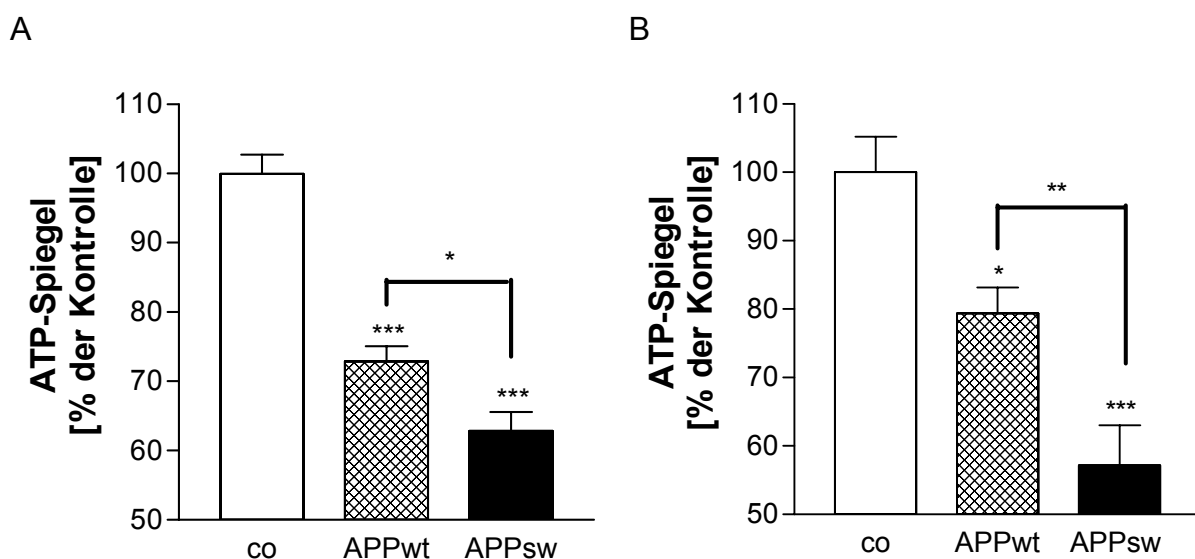 A
ATP-Spiegel
[% der Kontrolle]
110
100
90
80
70
60
50
*
***
***
co APPwt APPsw
B
ATP-Spiegel
[% der Kontrolle]
110
100
90
80
70
60
50
**
*
***
co APPwt APPsw